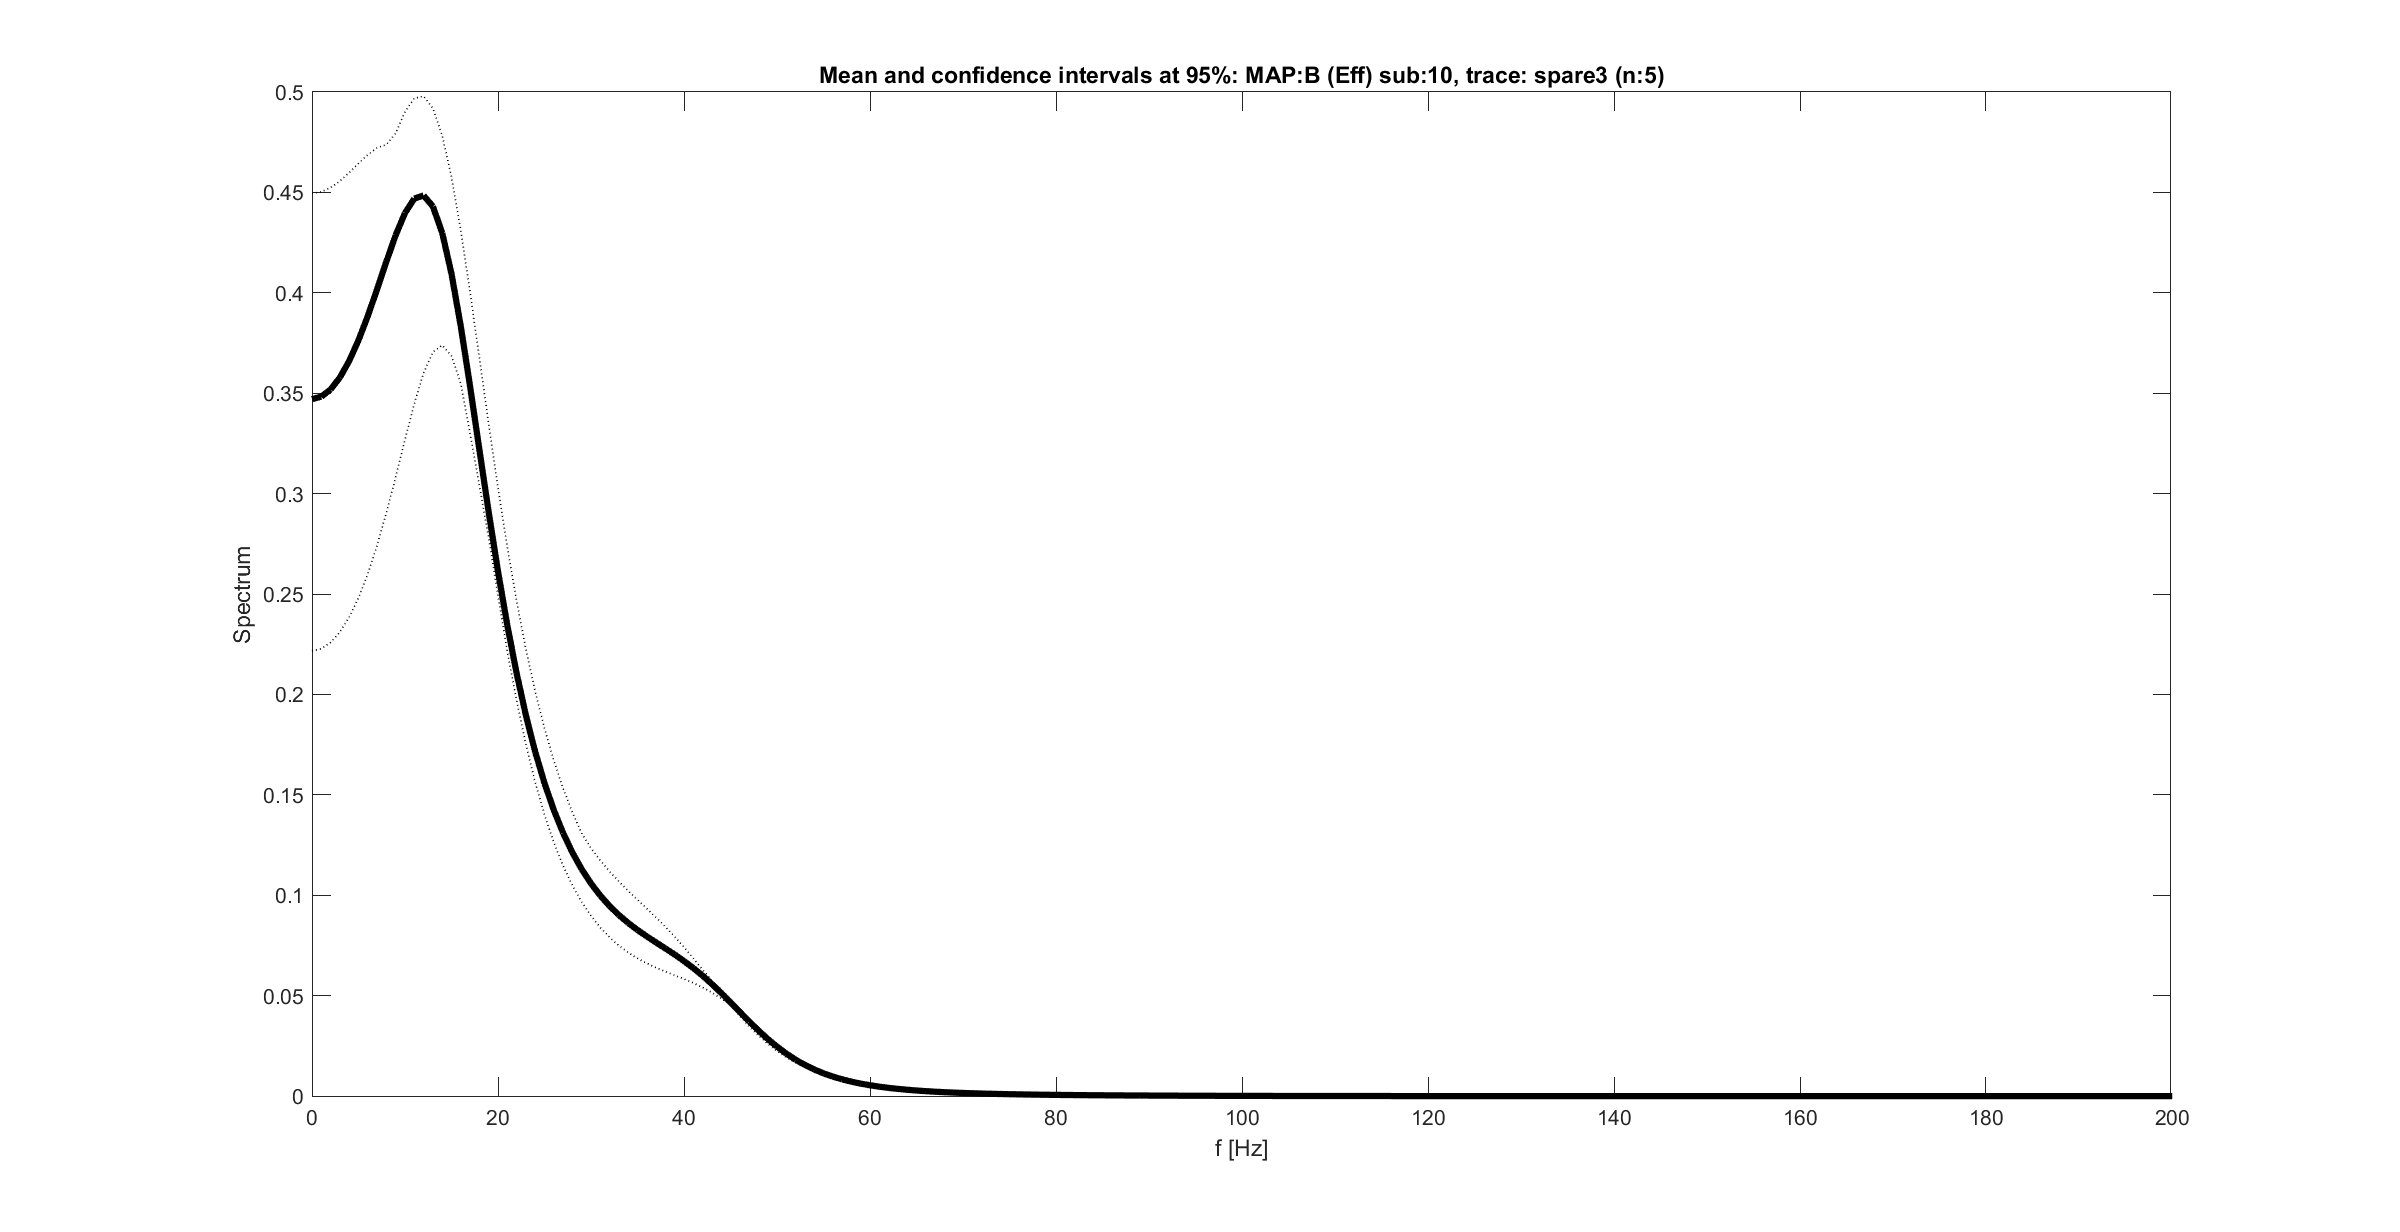 Mean and confidence intervals at 95%: MAP:B (Eff) sub:10, trace: spare3 (n:5)
0.5
0.45
0.4
0.35
0.3
0.25
0.2
0.15
0.1
0.05
0
Spectrum
0 20 40 60 80 100 120 140 160 180 200
f [Hz]